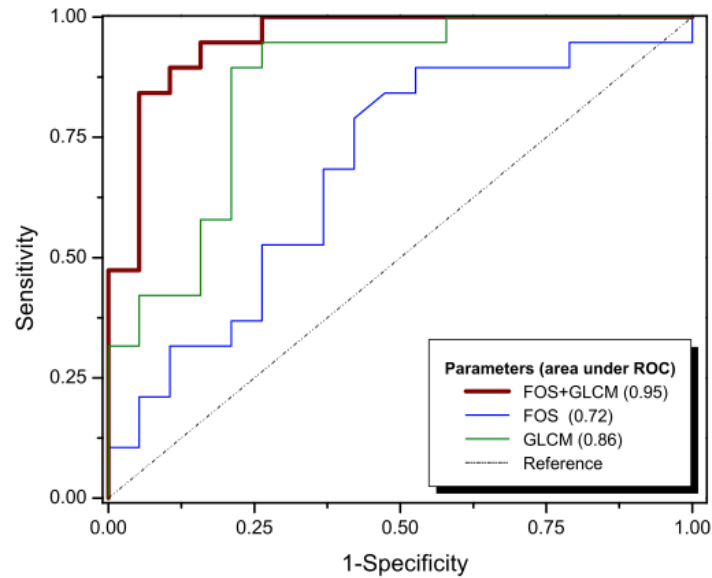 1.00
0.75
0.50
0.25
0.00
Sensitivity
Parameters (area under ROC)
FOS+GLCM (0.95)
FOS (0.72)
GLCM (0.86)
Reference
0.00 0.25 0.50 0.75 1.00
1-Specificity